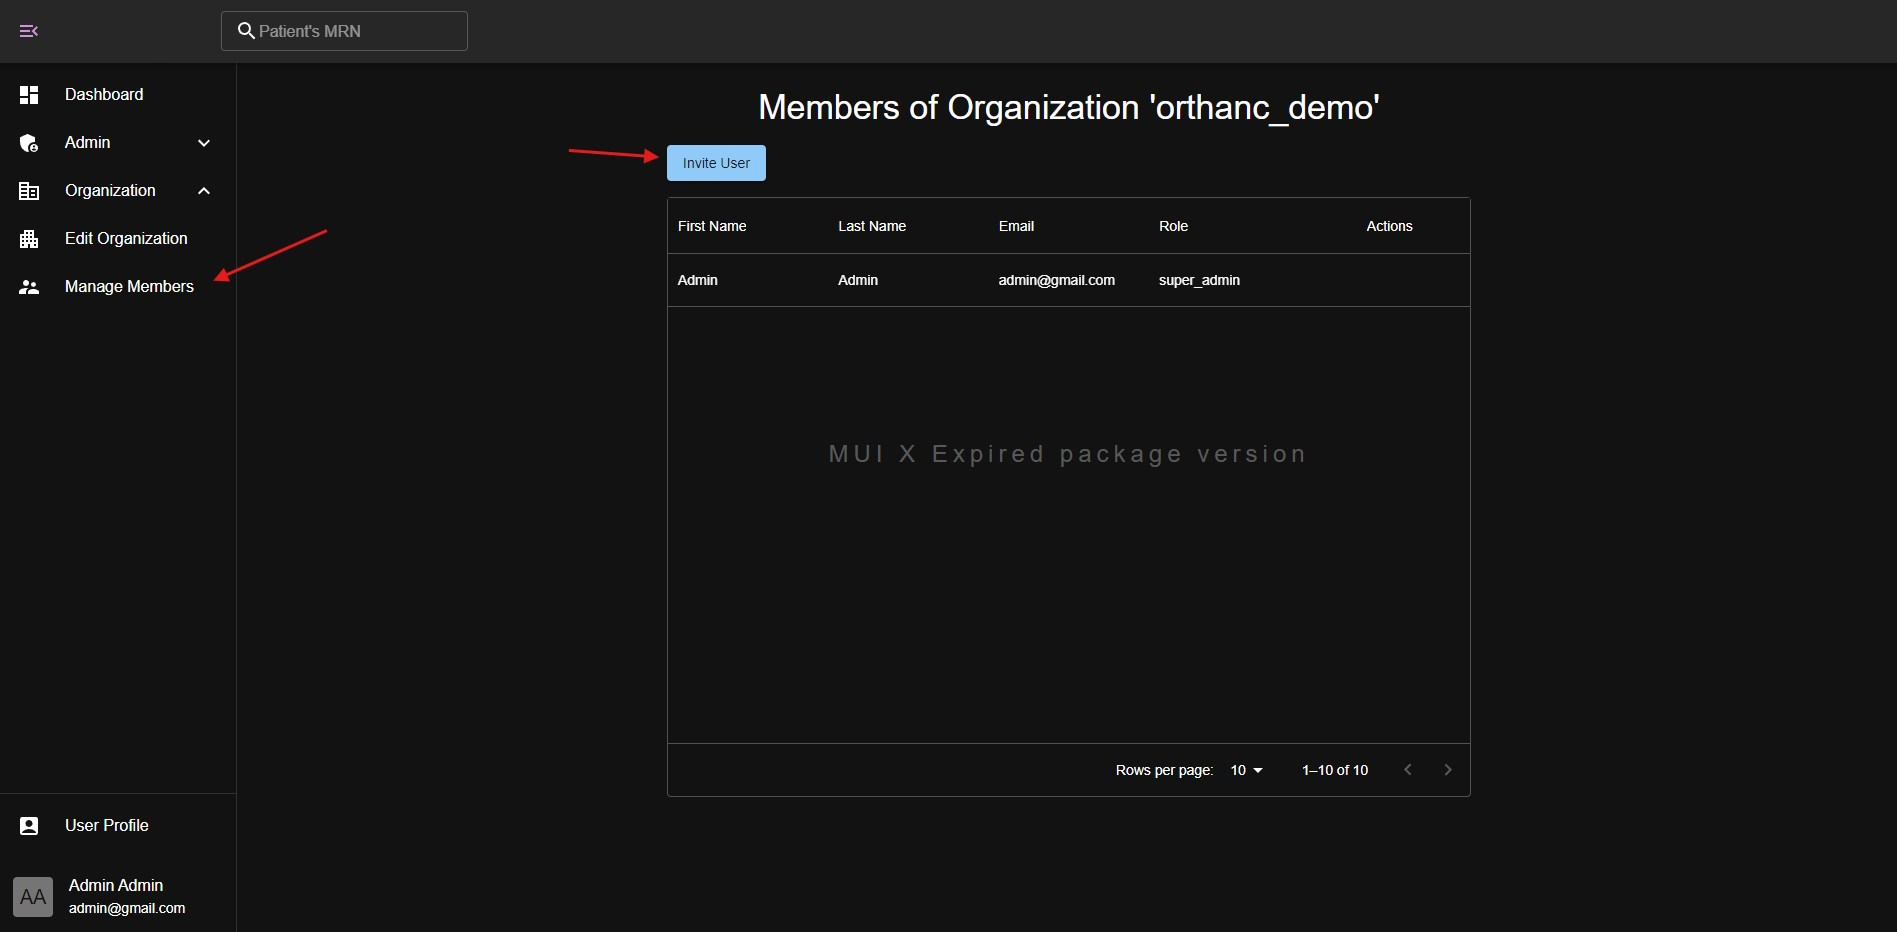 Patient's MRN
Dashboard
Admin
Organization
Edit Organization
Manage Members
User Profile
AA
Admin Admin
admin@gmail.com
Members of Organization 'orthanc_demo'
Invite User
First Name Last Name Email Role Actions
Admin Admin admin@gmail.com super_admin
MUI X Expired package version
Rows per page: 10 1–10 of 10